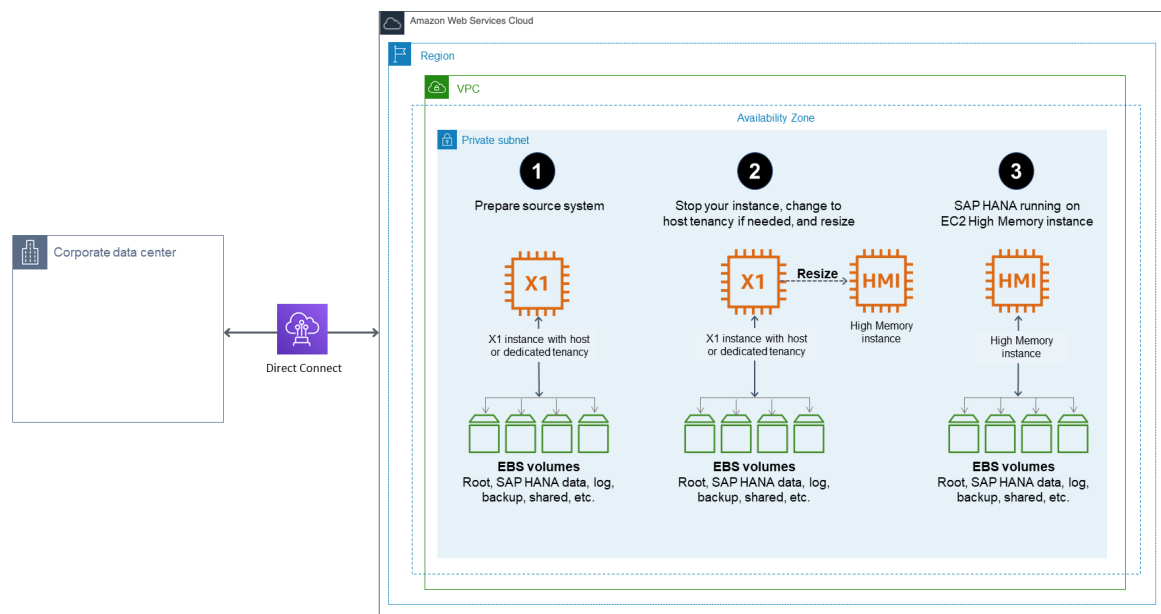 Amazon Web Services Cloud
Region
VPC
Availability Zone
Private subnet
1
Prepare source system
X1
X1 instance with host
or dedicated tenancy
EBS volumes
Root, SAP HANA data, log,
backup, shared, etc.
2
Stop your instance, change to
host tenancy if needed, and resize
X1
Resize
HMI
High Memory
instance
X1 instance with host
or dedicated tenancy
EBS volumes
Root, SAP HANA data, log,
backup, shared, etc.
3
SAP HANA running on
EC2 High Memory instance
HMI
High Memory
instance
EBS volumes
Root, SAP HANA data, log,
backup, shared, etc.
Corporate data center
Direct Connect